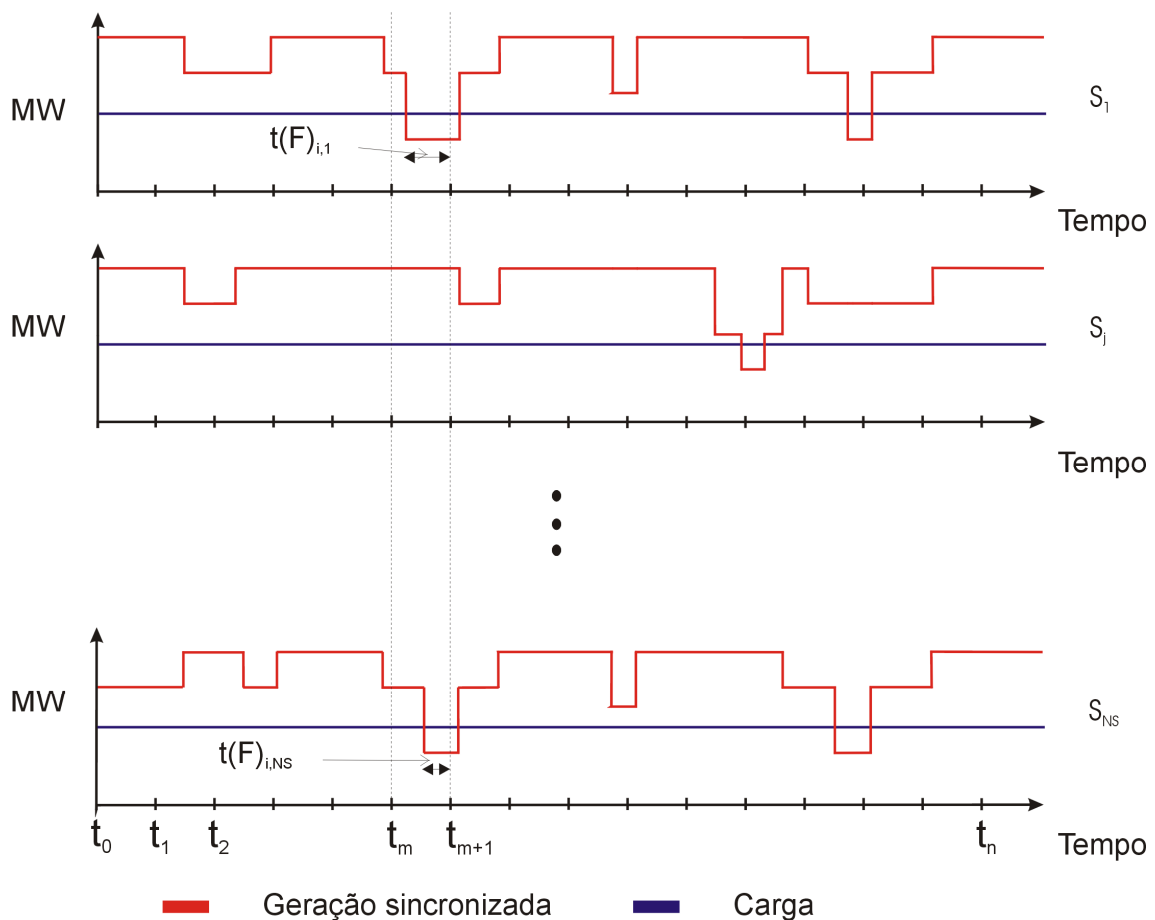 MW
S1
t(F)i,1
Tempo
MW
Sj
Tempo
MW
SNS
t(F)i,NS
t0 t1 t2 tm tm+1 tn
Tempo
Geração sincronizada Carga